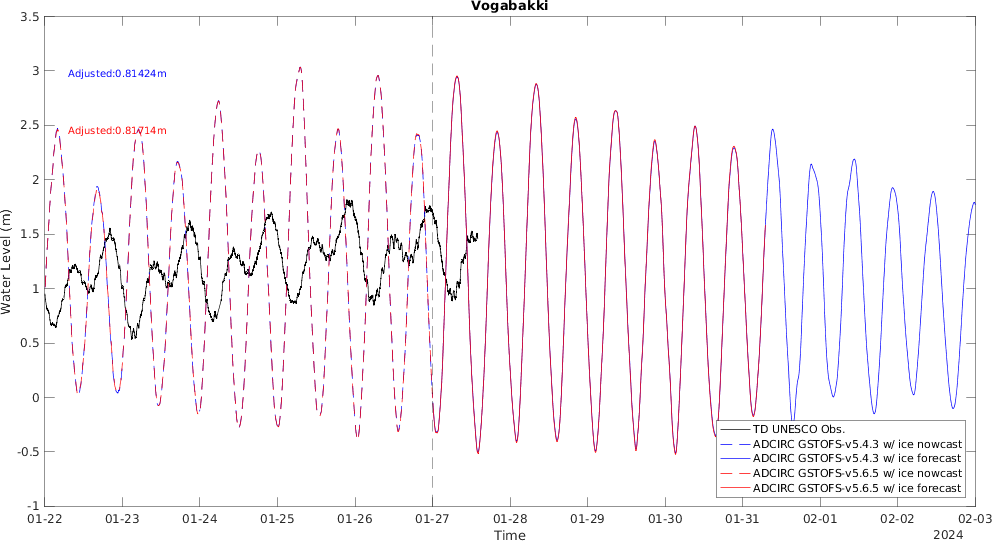 Vogabakki
3.5
3
2.5
2
1.5
1
0.5
0
-0.5
-1
Water Level (m)
Adjusted:0.81424m
Adjusted:0.81714m
TD UNESCO Obs.
ADCIRC GSTOFS-v5.4.3 w/ ice nowcast
ADCIRC GSTOFS-v5.4.3 w/ ice forecast
ADCIRC GSTOFS-v5.6.5 w/ ice nowcast
ADCIRC GSTOFS-v5.6.5 w/ ice forecast
01-22 01-23 01-24 01-25 01-26 01-27 01-28 01-29 01-30 01-31 02-01 02-02 02-03
Time
2024